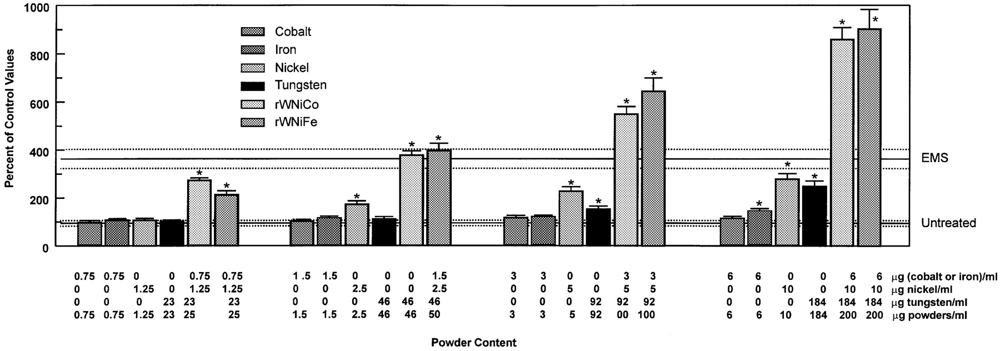 1000
800
600
400
200
0
Percent of Control Values
Cobalt
Iron
Nickel
Tungsten
rWNiCo
rWNiFe
* * * * * * * * * * * * * *
EMS
Untreated
0.75 0.75 0 0 0.75 0.75 1.5 1.5 0 0 0 1.5 3 3 0 0 3 3 6 6 0 0 6 6 μg (cobalt or iron)/ml
0 0 1.25 0 1.25 1.25 0 0 2.5 0 0 2.5 0 0 5 0 5 5 0 0 10 0 10 10 μg nickel/ml
0 0 0 23 23 23 0 0 0 46 46 46 0 0 0 92 92 92 0 0 0 184 184 184 μg tungsten/ml
0.75 0.75 1.25 23 25 25 1.5 1.5 2.5 46 46 50 3 3 5 92 00 100 6 6 10 184 200 200 μg powders/ml
Powder Content